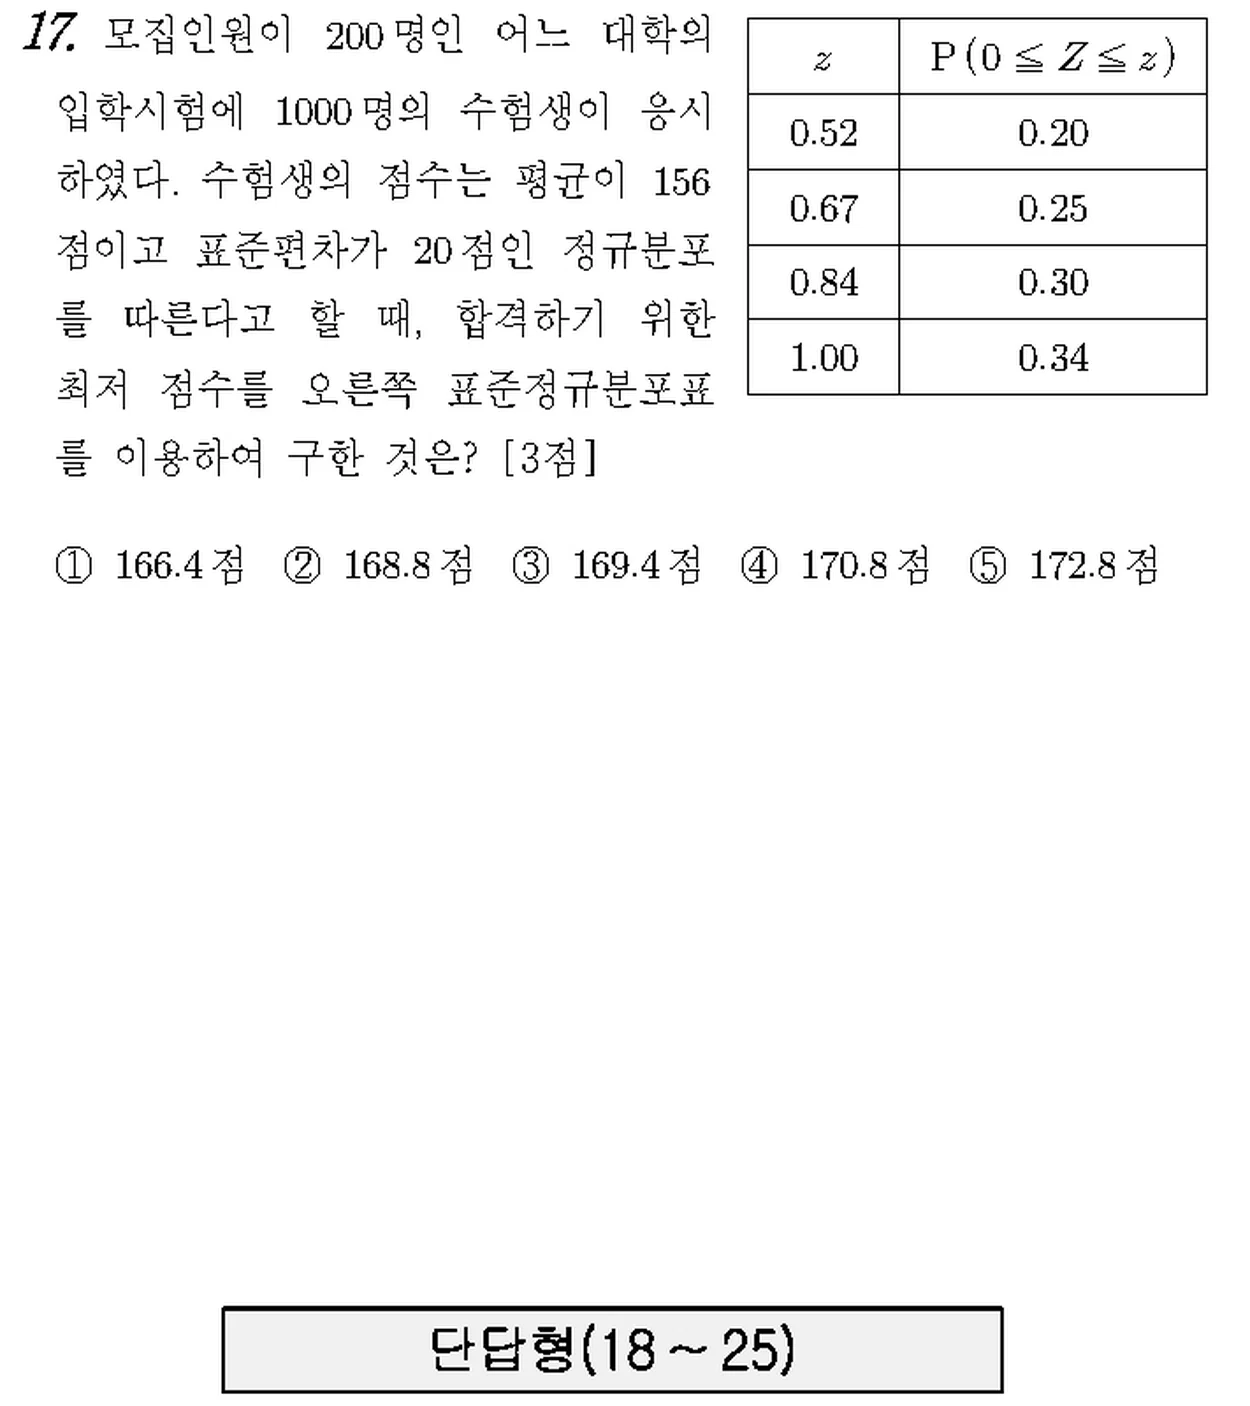 17. 모집인원이 200명인 어느 대학의
입학시험에 1000명의 수험생이 응시
하였다. 수험생의 점수는 평균이 156
점이고 표준편차가 20점인 정규분포
를 따른다고 할 때, 합격하기 위한
최저 점수를 오른쪽 표준정규분포표
를 이용하여 구한 것은? [3점]
z P(0≦Z≦z)
0.52 0.20
0.67 0.25
0.84 0.30
1.00 0.34
① 166.4점 ② 168.8점 ③ 169.4점 ④ 170.8점 ⑤ 172.8점
단답형(18～25)